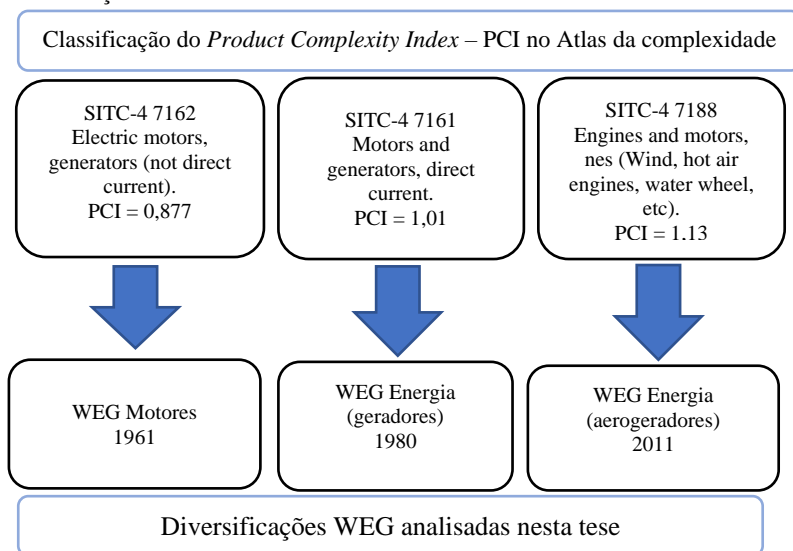 Classificação do Product Complexity Index – PCI no Atlas da complexidade
SITC-4 7162
Electric motors,
generators (not direct
current).
PCI = 0,877
SITC-4 7161
Motors and
generators, direct
current.
PCI = 1,01
SITC-4 7188
Engines and motors,
nes (Wind, hot air
engines, water wheel,
etc).
PCI = 1.13
WEG Motores
1961
WEG Energia
(geradores)
1980
WEG Energia
(aerogeradores)
2011
Diversificações WEG analisadas nesta tese